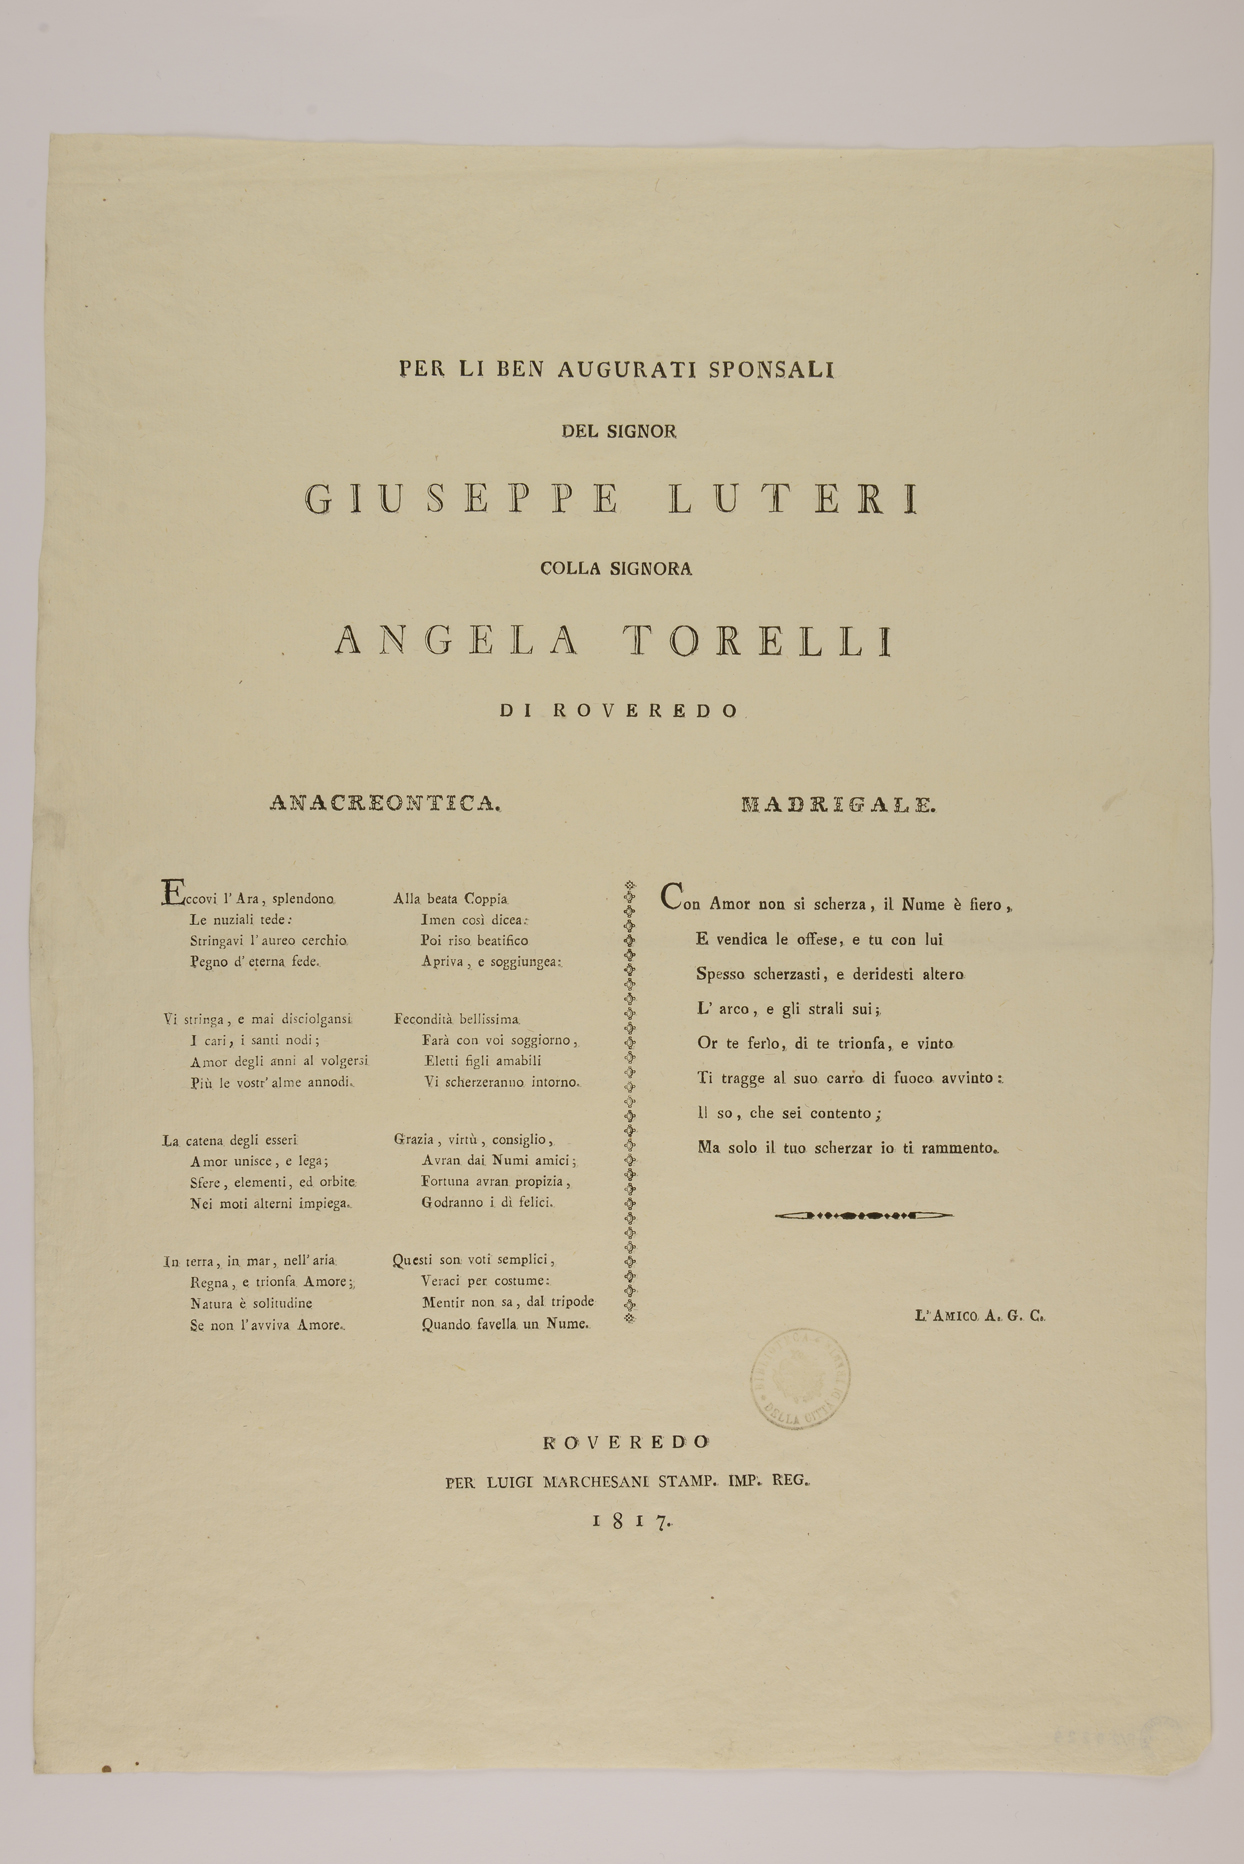 PER LI BEN AUGURATI SPONSALI
DEL SIGNOR
GIUSEPPE LUTERI
COLLA SIGNORA
ANGELA TORELLI
DI ROVEREDO
ANACREONTICA.
Eccovi l'Ara, splendono
Le nuziali tede:
Stringavi l'aureo cerchio
Pegno d'eterna fede.
Vi stringa, e mai disciolgansi
I cari, i santi nodi;
Amor degli anni al volgersi
Più le vostr'alme annodi.
La catena degli esseri
Amor unisce, e lega;
Sfere, elementi, ed orbite
Nei moti alterni impiega.
In terra, in mar, nell'aria
Regna, e trionfa Amore;
Natura è solitudine
Se non l'avviva Amore.
Alla beata Coppia
Imen così dicea:
Poi riso beatifico
Apriva, e soggiungea:
Fecondità bellissima
Farà con voi soggiorno,
Eletti figli amabili
Vi scherzeranno intorno.
Grazia, virtù, consiglio,
Avran dai Numi amici;
Fortuna avran propizia,
Godranno i dì felici.
Questi son voti semplici,
Veraci per costume:
Mentir non sa, dal tripode
Quando favella un Nume.
MADRIGALE.
Con Amor non si scherza, il Nume è fiero,
E vendica le offese, e tu con lui
Spesso scherzasti, e deridesti altero
L'arco, e gli strali sui;
Or te ferìo, di te trionfa, e vinto
Ti tragge al suo carro di fuoco avvinto:
Il so, che sei contento;
Ma solo il tuo scherzar io ti rammento.
L'AMICO A. G. C.
BIBLIOTECA CIVICA
DELLA CITTÀ DI
ROVEREDO
PER LUIGI MARCHESANI STAMP. IMP. REG.
1817.